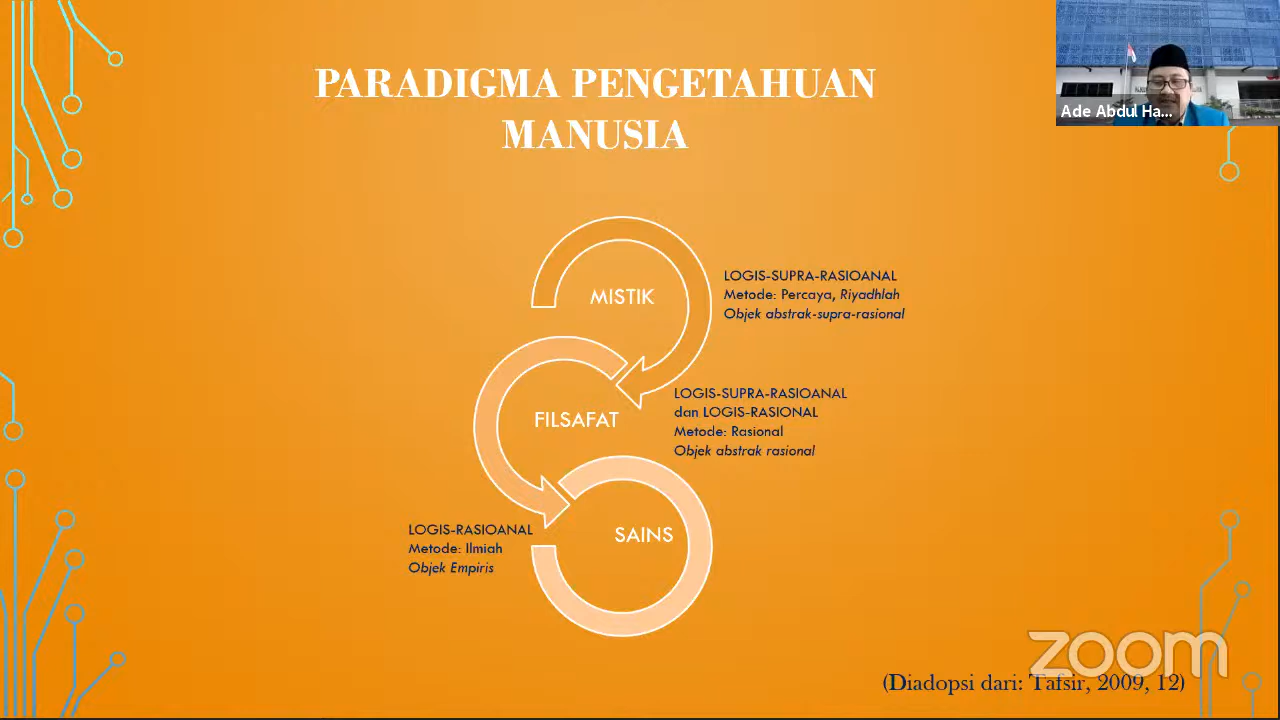 PARADIGMA PENGETAHUAN
MANUSIA
Ade Abdul Ha...
MISTIK
LOGIS-SUPRA-RASIOANAL
Metode: Percaya, Riyadhlah
Objek abstrak-supra-rasional
FILSAFAT
LOGIS-SUPRA-RASIOANAL
dan LOGIS-RASIONAL
Metode: Rasional
Objek abstrak rasional
SAINS
LOGIS-RASIOANAL
Metode: Ilmiah
Objek Empiris
zoom
(Diadopsi dari: Tafsir, 2009, 12)